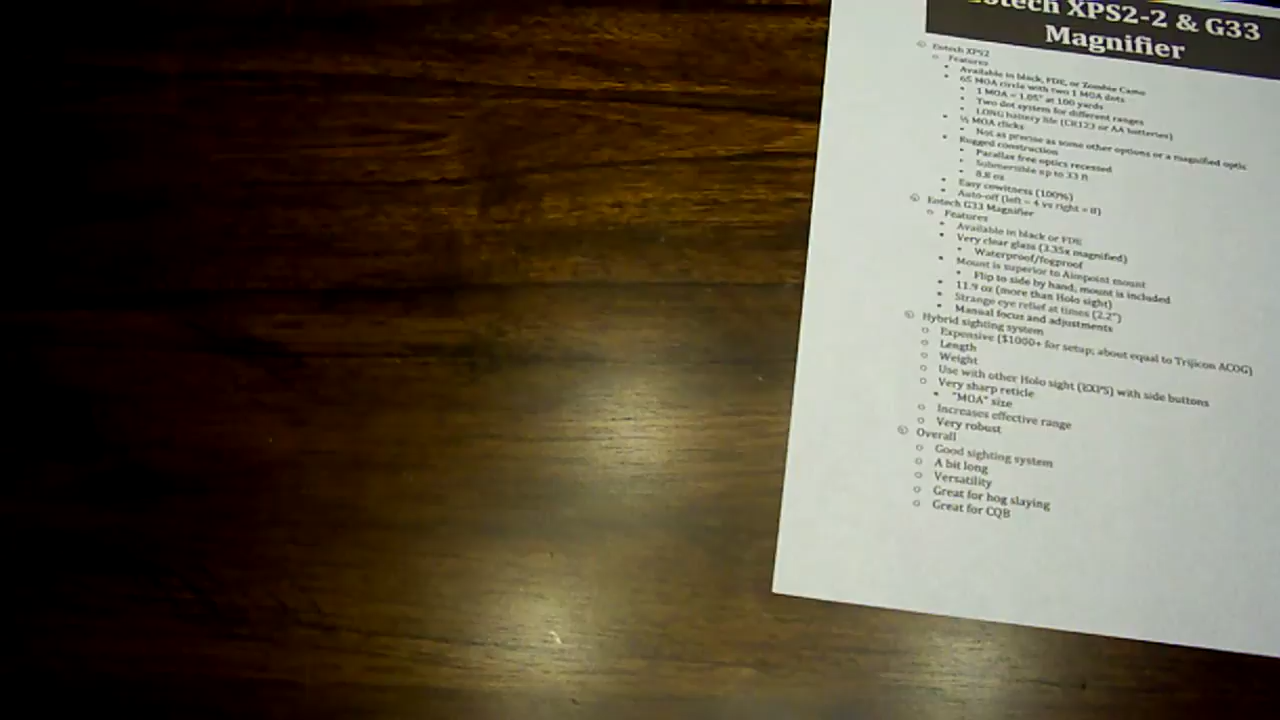 Eotech XPS2-2 & G33
Magnifier
Eotech XPS2
Features
Available in black, FDE, or Zombie Camo
65 MOA circle with two 1 MOA dots
1 MOA = 1.05" at 100 yards
Two dot system for different ranges
LONG battery life (CR123 or AA batteries)
½ MOA clicks
Not as precise as some other options or a magnified optic
Rugged construction
Parallax free optics recessed
Submersible up to 33 ft
8.8 oz
Easy cowitness (100%)
Auto-off (left = 4 vs right = 8)
Eotech G33 Magnifier
Features
Available in black or FDE
Very clear glass (3.35x magnified)
Waterproof/fogproof
Mount is superior to Aimpoint mount
Flip to side by hand; mount is included
11.9 oz (more than Holo sight)
Strange eye relief at times (2.2")
Manual focus and adjustments
Hybrid sighting system
Expensive ($1000+ for setup; about equal to Trijicon ACOG)
Length
Weight
Use with other Holo sight (EXPS) with side buttons
Very sharp reticle
"MOA" size
Increases effective range
Very robust
Overall
Good sighting system
A bit long
Versatility
Great for hog slaying
Great for CQB